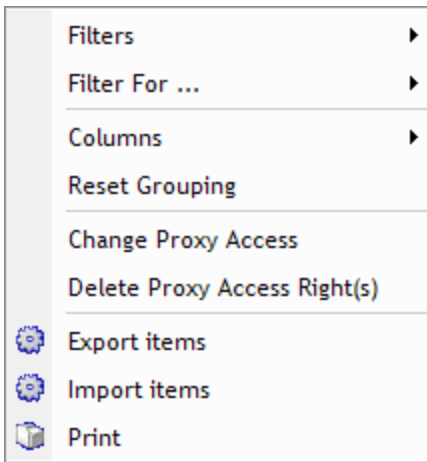 Filters
Filter For ...
Columns
Reset Grouping
Change Proxy Access
Delete Proxy Access Right(s)
Export items
Import items
Print